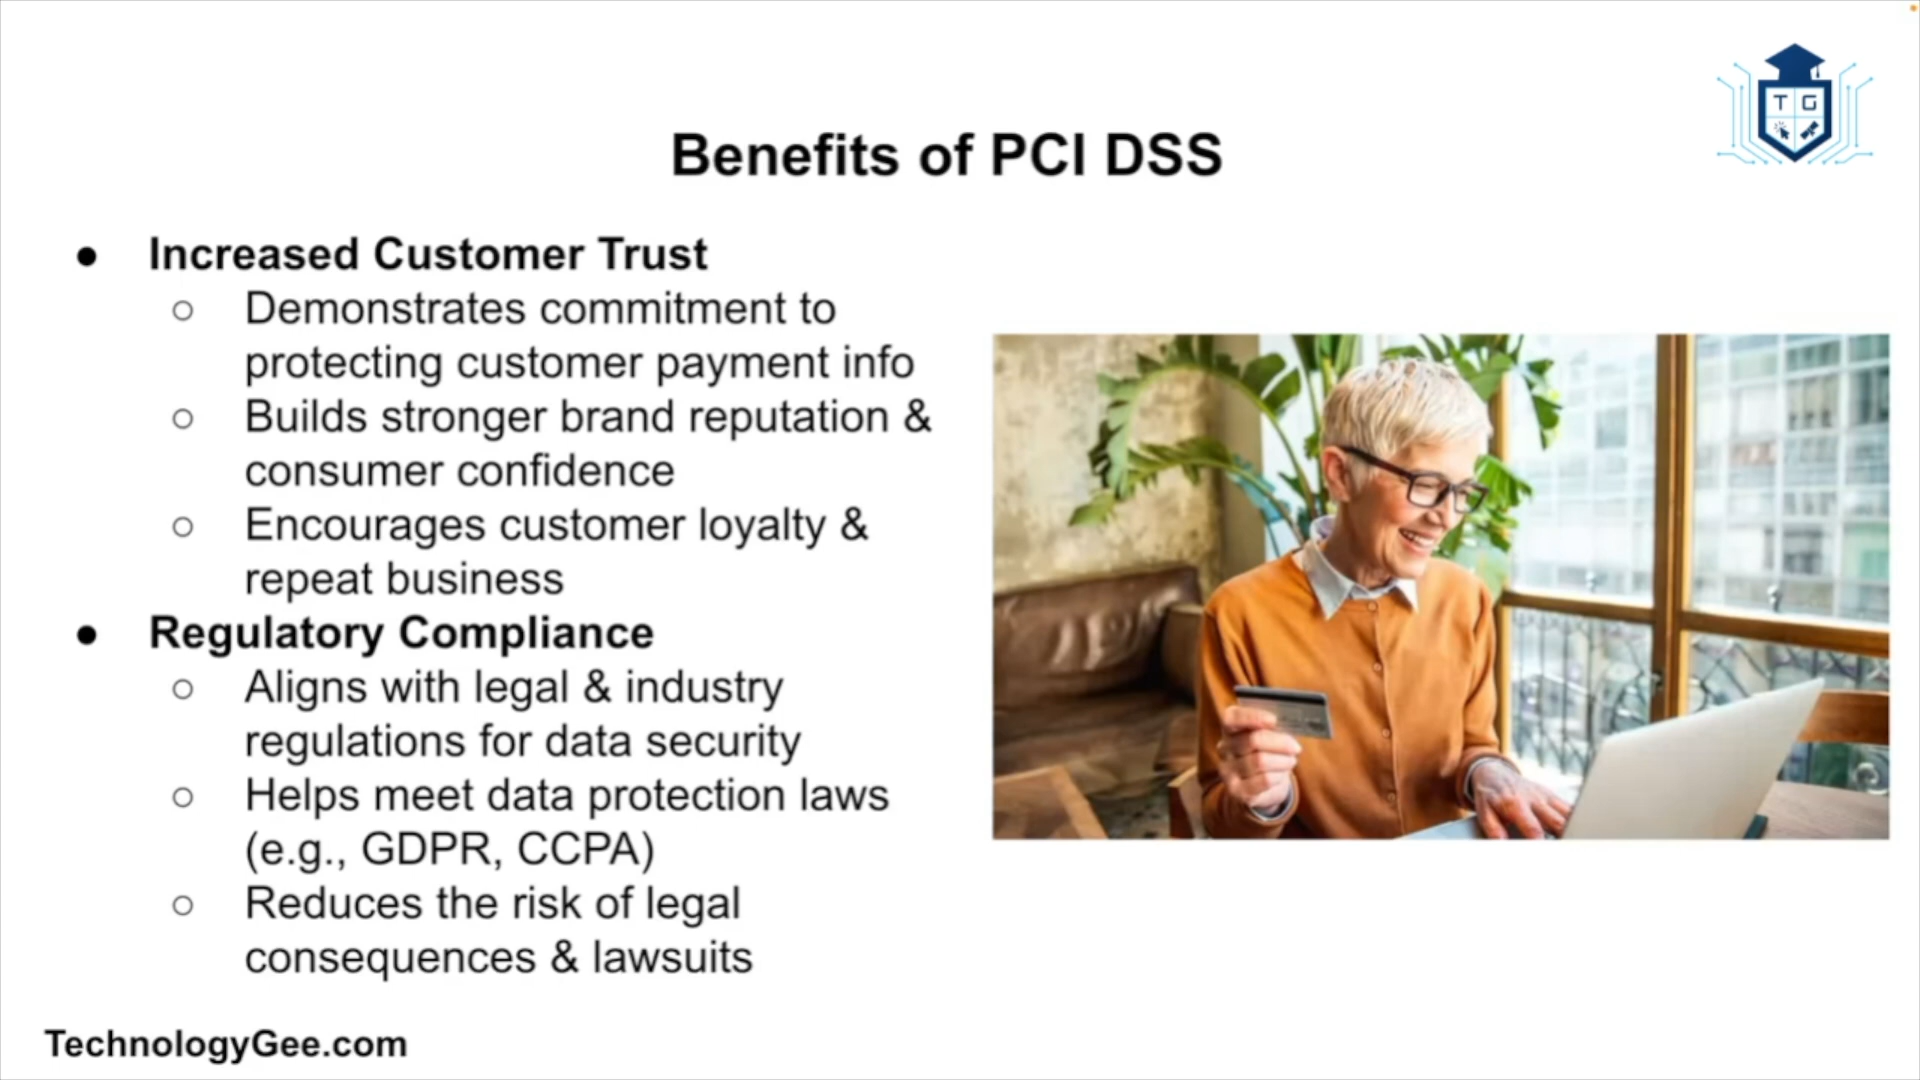 T G
Benefits of PCI DSS
● Increased Customer Trust
○ Demonstrates commitment to
protecting customer payment info
○ Builds stronger brand reputation &
consumer confidence
○ Encourages customer loyalty &
repeat business
● Regulatory Compliance
○ Aligns with legal & industry
regulations for data security
○ Helps meet data protection laws
(e.g., GDPR, CCPA)
○ Reduces the risk of legal
consequences & lawsuits
TechnologyGee.com